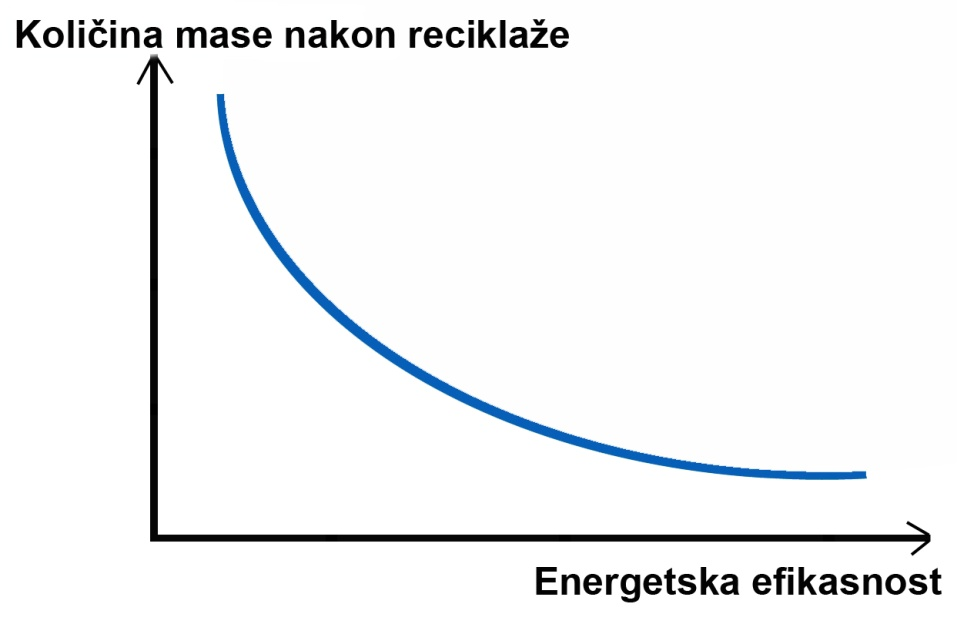 Količina mase nakon reciklaže
Energetska efikasnost